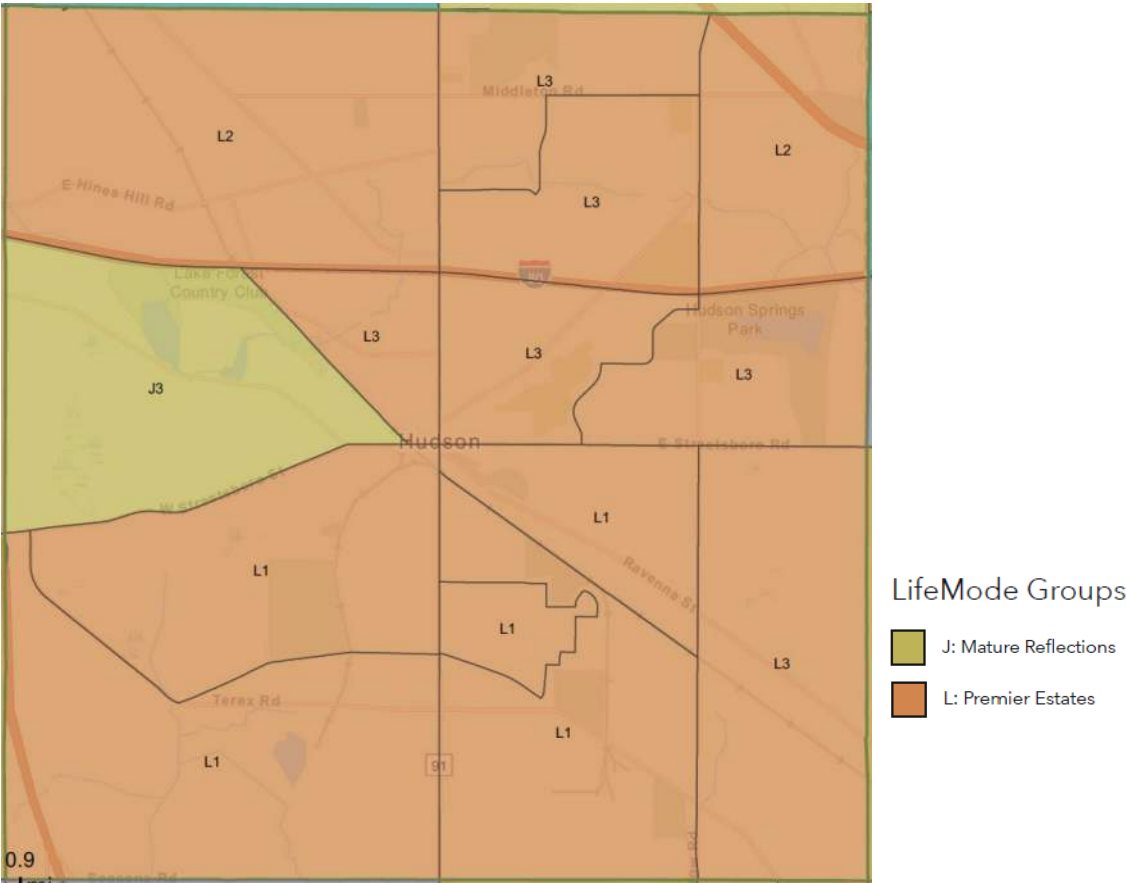 L3
Middleton Rd
L2
L2
E Hines Hill Rd
L3
80
Lake Forest
Country Club
Hudson Springs
Park
L3
L3
L3
J3
Hudson
E Streetsboro Rd
W Streetsboro St
L1
L1
Ravenna St
LifeMode Groups
L1
J: Mature Reflections
L3
L: Premier Estates
Terex Rd
L1
L1
91
0.9